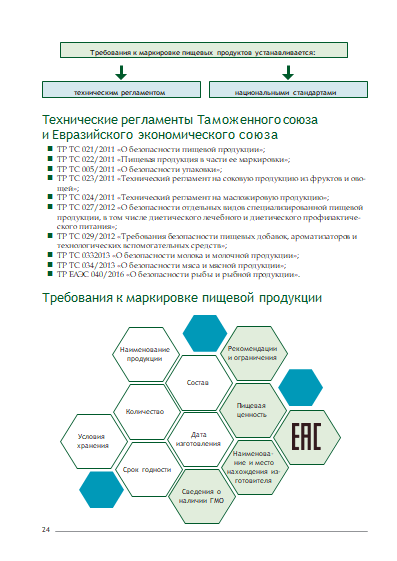 Требования к маркировке пищевых продуктов устанавливается:
техническим регламентом
национальными стандартами
Технические регламенты Таможенного союза
и Евразийского экономического союза
ТР ТС 021/2011 «О безопасности пищевой продукции»;
ТР ТС 022/2011 «Пищевая продукция в части ее маркировки»;
ТР ТС 005/2011 «О безопасности упаковки»;
ТР ТС 023/2011 «Технический регламент на соковую продукцию из фруктов и ово-
щей»;
ТР ТС 024/2011 «Технический регламент на масложировую продукцию»;
ТР ТС 027/2012 «О безопасности отдельных видов специализированной пищевой
продукции, в том числе диетического лечебного и диетического профилактиче-
ского питания»;
ТР ТС 029/2012 «Требования безопасности пищевых добавок, ароматизаторов и
технологических вспомогательных средств»;
ТР ТС 0332013 «О безопасности молока и молочной продукции»;
ТР ТС 034/2013 «О безопасности мяса и мясной продукции»;
ТР ЕАЭС 040/2016 «О безопасности рыбы и рыбной продукции».
Требования к маркировке пищевой продукции
Наименование
продукции
Рекомендации
и ограничения
Состав
Количество
Пищевая
ценность
Условия
хранения
Дата
изготовления
EAC
Срок годности
Наименова-
ние и место
нахождения из-
готовителя
Сведения о
наличии ГМО
24